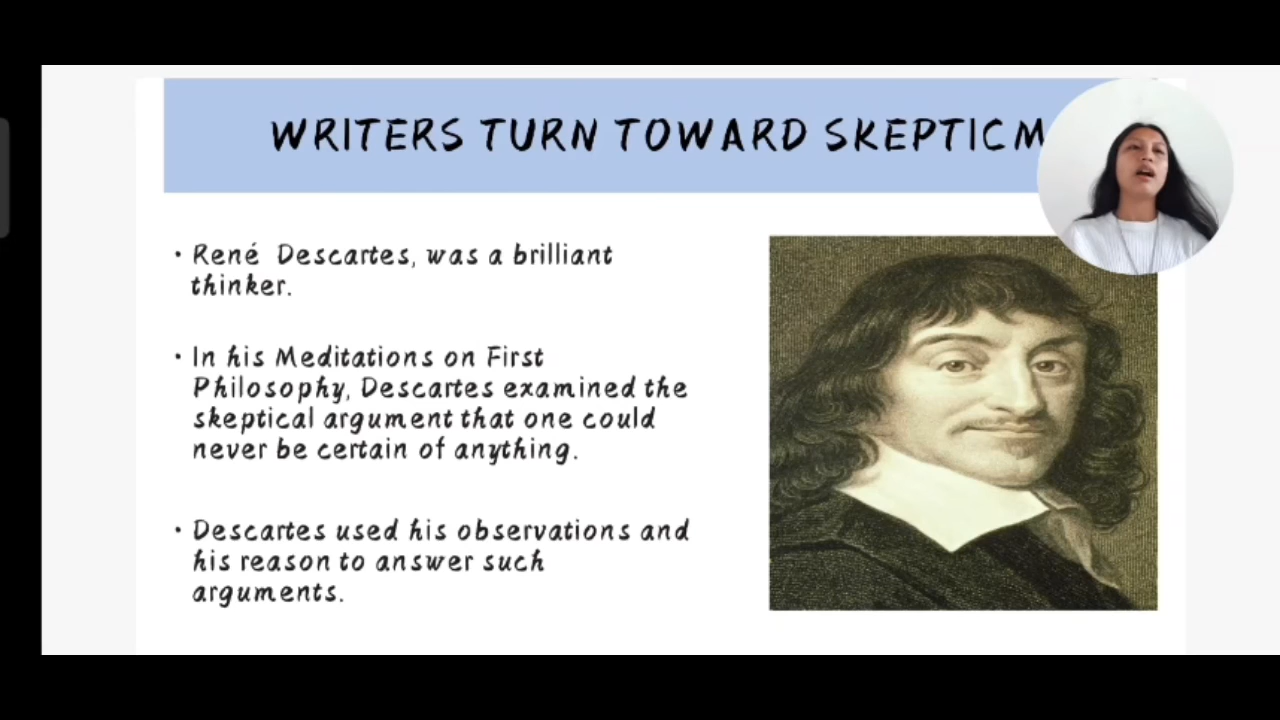 WRITERS TURN TOWARD SKEPTICM
• René Descartes, was a brilliant
thinker.
• In his Meditations on First
Philosophy, Descartes examined the
skeptical argument that one could
never be certain of anything.
• Descartes used his observations and
his reason to answer such
arguments.